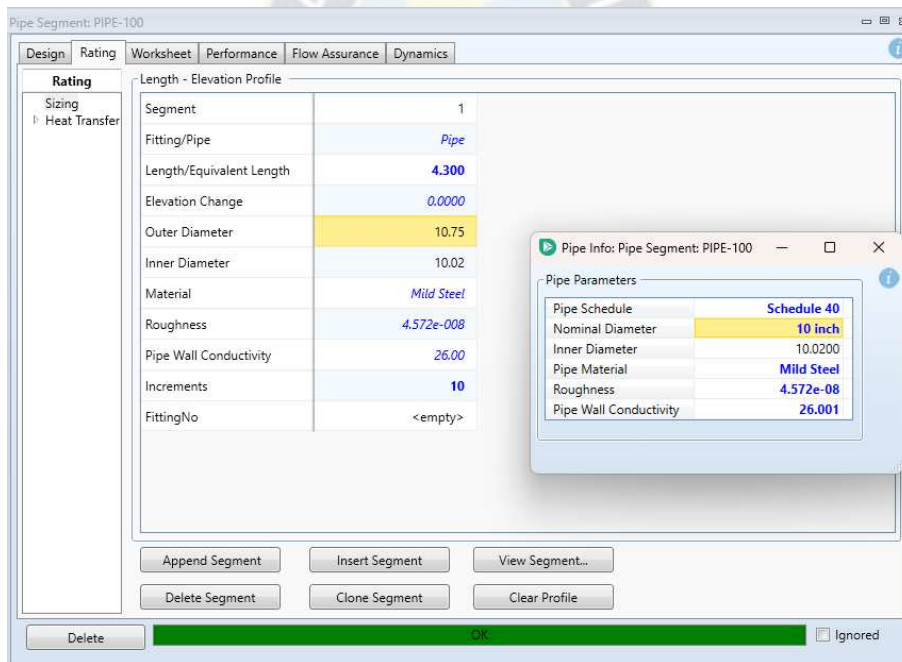 Pipe Segment: PIPE-100
Design Rating Worksheet Performance Flow Assurance Dynamics
Rating
Sizing
Heat Transfer
Length - Elevation Profile
Segment 1
Fitting/Pipe Pipe
Length/Equivalent Length 4.300
Elevation Change 0.0000
Outer Diameter 10.75
Inner Diameter 10.02
Material Mild Steel
Roughness 4.572e-008
Pipe Wall Conductivity 26.00
Increments 10
FittingNo <empty>
Pipe Info: Pipe Segment: PIPE-100
Pipe Parameters
Pipe Schedule Schedule 40
Nominal Diameter 10 inch
Inner Diameter 10.0200
Pipe Material Mild Steel
Roughness 4.572e-08
Pipe Wall Conductivity 26.001
Append Segment Insert Segment View Segment...
Delete Segment Clone Segment Clear Profile
Delete OK Ignored